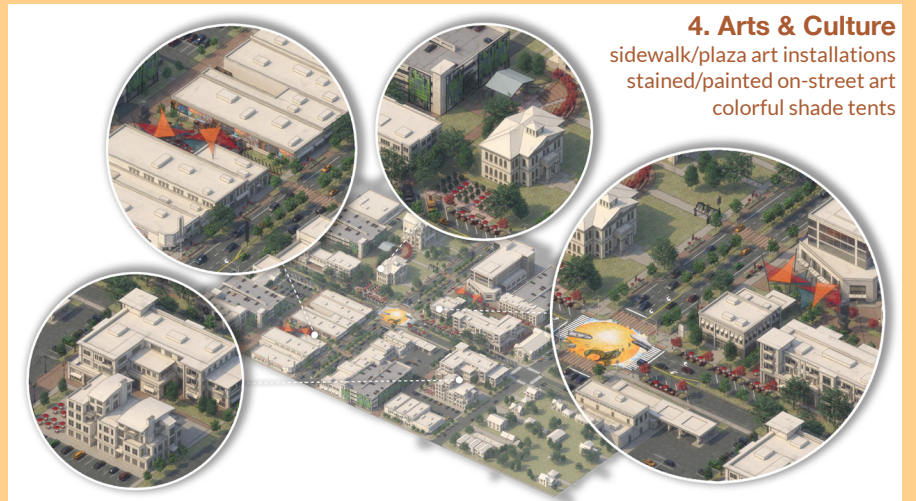 4. Arts & Culture
sidewalk/plaza art installations
stained/painted on-street art
colorful shade tents